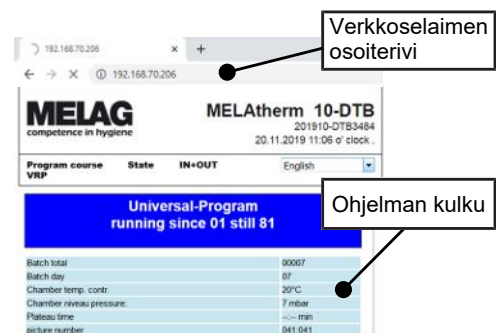 Verkkoselaimen
osoiterivi
192.168.70.206
192.168.70.206
MELAG
competence in hygiene
MELAtherm 10-DTB
201910-DTB3484
20.11.2019 11:06 o' clock .
Program course State IN+OUT English
VRP
Universal-Program
running since 01 still 81
Ohjelman kulku
Batch total 00007
Batch day 07
Chamber temp. contr. 20°C
Chamber niveau pressure: 7 mbar
Plateau time --:-- min
picture number 041:041